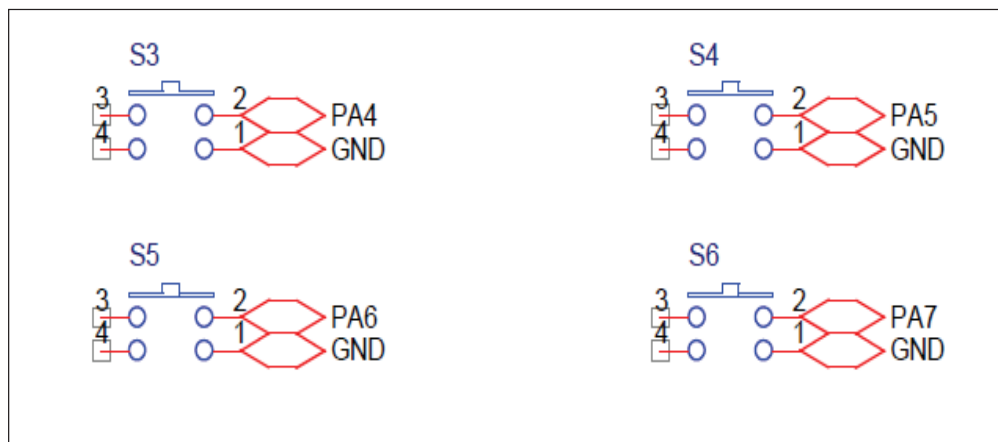 S3 S4
3 2 PA4 3 2 PA5
4 1 GND 4 1 GND
S5 S6
3 2 PA6 3 2 PA7
4 1 GND 4 1 GND